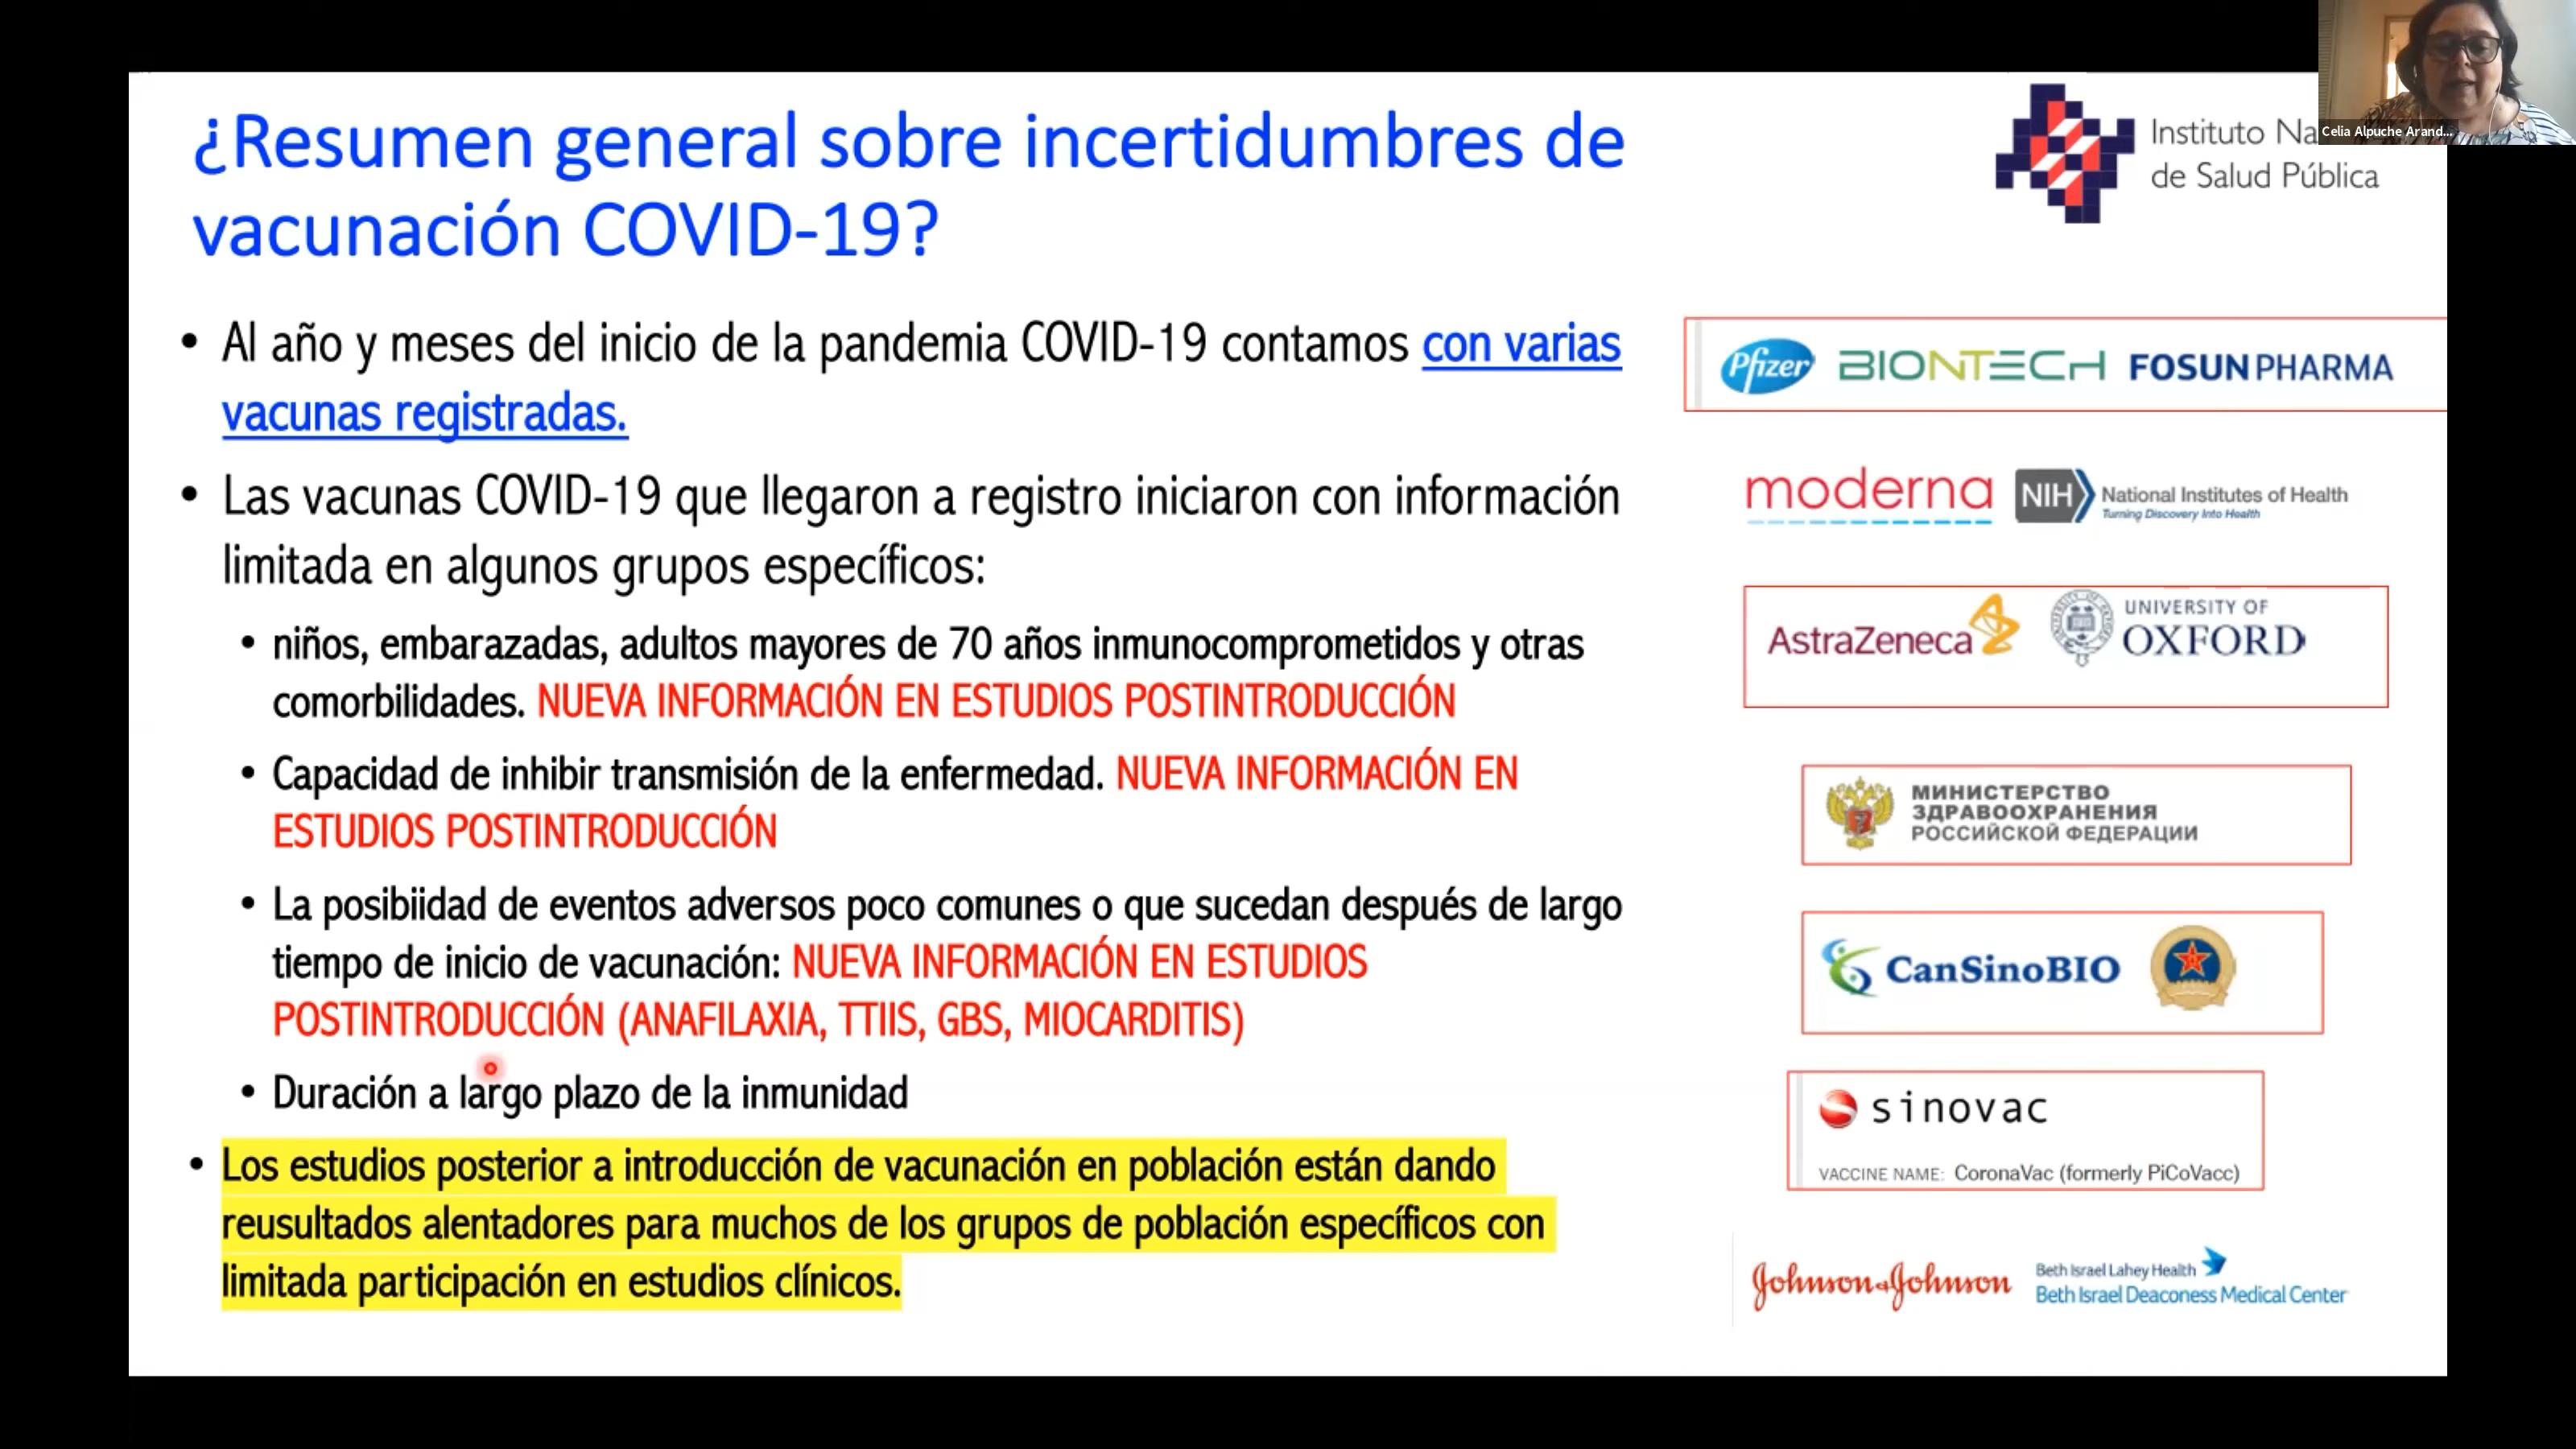 ¿Resumen general sobre incertidumbres de
vacunación COVID-19?
Instituto
de Salud Pública
Celia Alpuche Arand...
• Al año y meses del inicio de la pandemia COVID-19 contamos con varias
vacunas registradas.
• Las vacunas COVID-19 que llegaron a registro iniciaron con información
limitada en algunos grupos específicos:
• niños, embarazadas, adultos mayores de 70 años inmunocomprometidos y otras
comorbilidades. NUEVA INFORMACIÓN EN ESTUDIOS POSTINTRODUCCIÓN
• Capacidad de inhibir transmisión de la enfermedad. NUEVA INFORMACIÓN EN
ESTUDIOS POSTINTRODUCCIÓN
• La posibiidad de eventos adversos poco comunes o que sucedan después de largo
tiempo de inicio de vacunación: NUEVA INFORMACIÓN EN ESTUDIOS
POSTINTRODUCCIÓN (ANAFILAXIA, TTIIS, GBS, MIOCARDITIS)
• Duración a largo plazo de la inmunidad
• Los estudios posterior a introducción de vacunación en población están dando
reusultados alentadores para muchos de los grupos de población específicos con
limitada participación en estudios clínicos.
Pfizer BIONTECH FOSUN PHARMA
moderna NIH National Institutes of Health
Turning Discovery Into Health
AstraZeneca UNIVERSITY OF
OXFORD
МИНИСТЕРСТВО
ЗДРАВООХРАНЕНИЯ
РОССИЙСКОЙ ФЕДЕРАЦИИ
CanSinoBIO
sinovac
VACCINE NAME: CoronaVac (formerly PiCoVacc)
Johnson&Johnson Beth Israel Lahey Health
Beth Israel Deaconess Medical Center